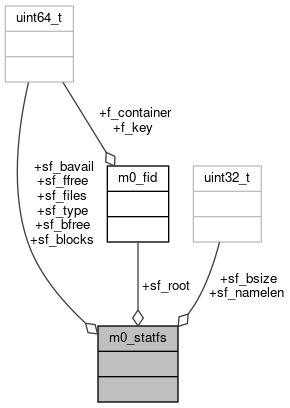 uint64_t
+f_container
+f_key
+sf_bavail
+sf_ffree
+sf_files
+sf_type
+sf_bfree
+sf_blocks
m0_fid
uint32_t
+sf_root
+sf_bsize
+sf_namelen
m0_statfs